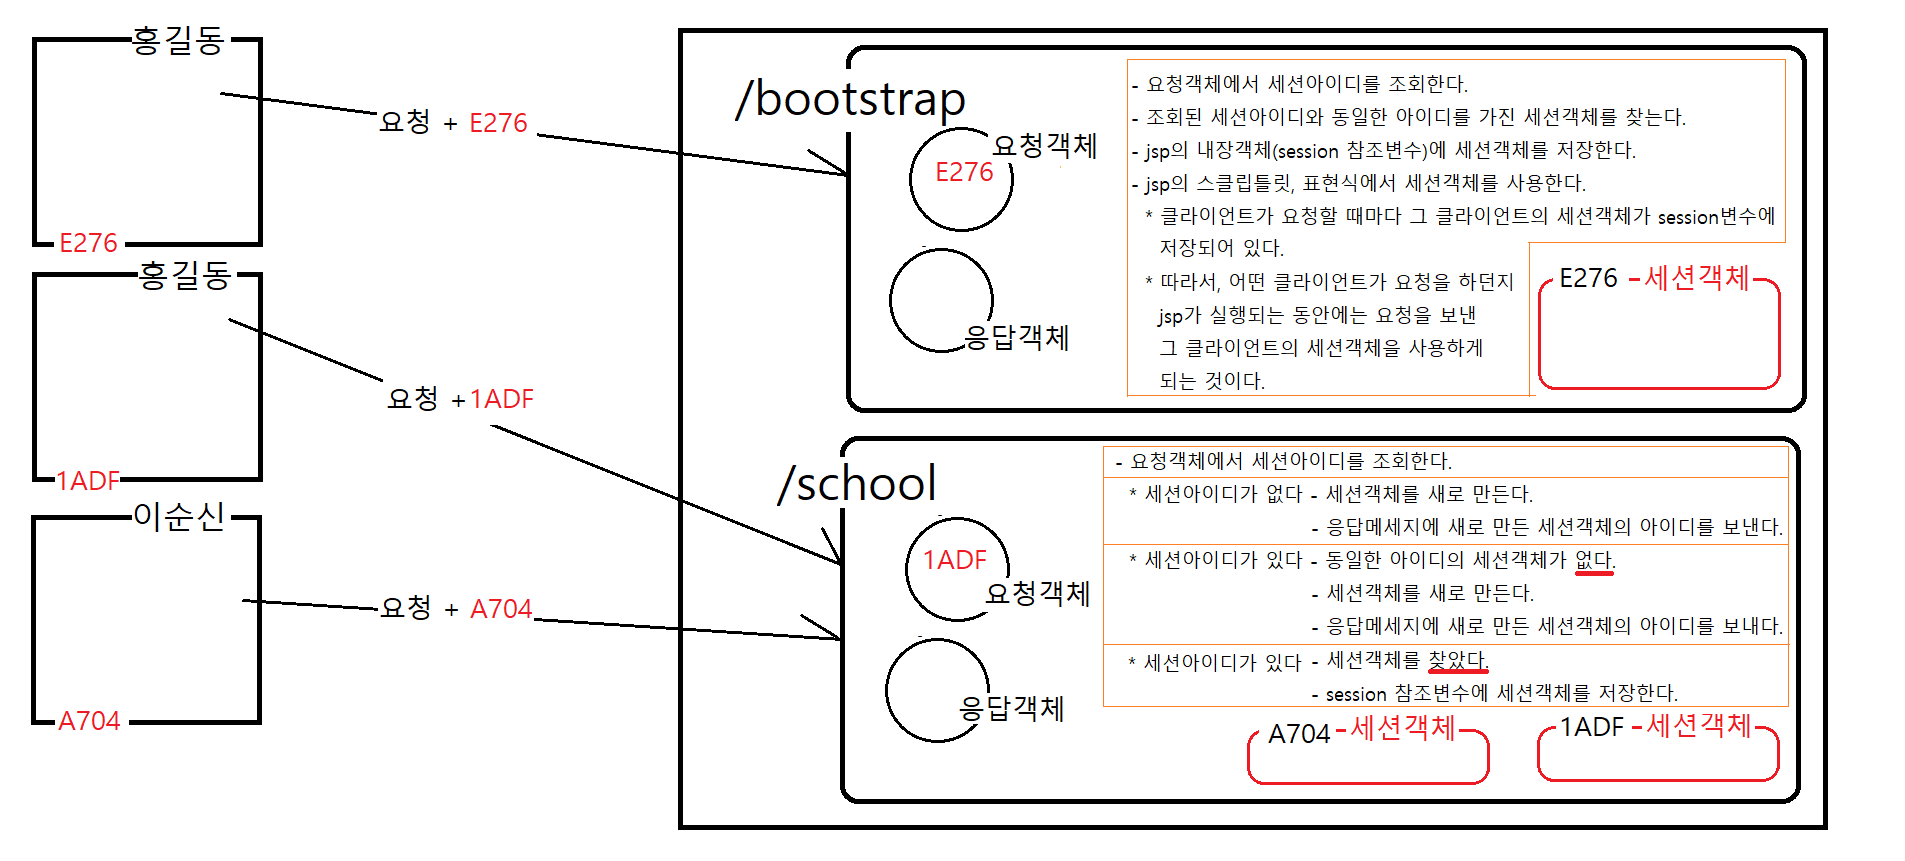 홍길동
E276
요청 + E276
홍길동
1ADF
요청 +1ADF
이순신
A704
요청 + A704
/bootstrap
요청객체
E276
응답객체
- 요청객체에서 세션아이디를 조회한다.
- 조회된 세션아이디와 동일한 아이디를 가진 세션객체를 찾는다.
- jsp의 내장객체(session 참조변수)에 세션객체를 저장한다.
- jsp의 스클립틀릿, 표현식에서 세션객체를 사용한다.
* 클라이언트가 요청할 때마다 그 클라이언트의 세션객체가 session변수에
저장되어 있다.
* 따라서, 어떤 클라이언트가 요청을 하던지
jsp가 실행되는 동안에는 요청을 보낸
그 클라이언트의 세션객체을 사용하게
되는 것이다.
E276 - 세션객체
/school
1ADF
요청객체
응답객체
- 요청객체에서 세션아이디를 조회한다.
* 세션아이디가 없다 - 세션객체를 새로 만든다.
- 응답메세지에 새로 만든 세션객체의 아이디를 보낸다.
* 세션아이디가 있다 - 동일한 아이디의 세션객체가 없다.
- 세션객체를 새로 만든다.
- 응답메세지에 새로 만든 세션객체의 아이디를 보내다.
* 세션아이디가 있다 - 세션객체를 찾았다.
- session 참조변수에 세션객체를 저장한다.
A704 - 세션객체
1ADF - 세션객체